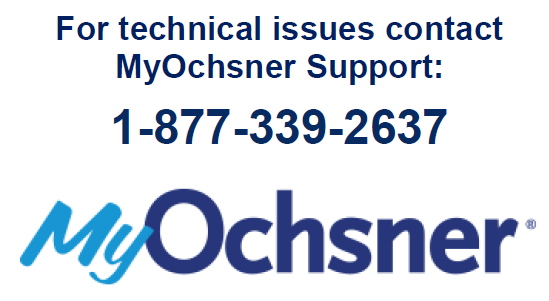 For technical issues contact
MyOchsner Support:
1-877-339-2637
MyOchsner®